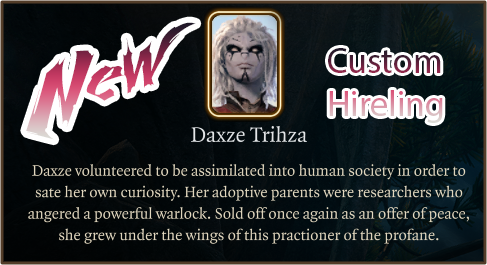 New
Custom
Hireling
Daxze Trihza
Daxze volunteered to be assimilated into human society in order to
sate her own curiosity. Her adoptive parents were researchers who
angered a powerful warlock. Sold off once again as an offer of peace,
she grew under the wings of this practioner of the profane.